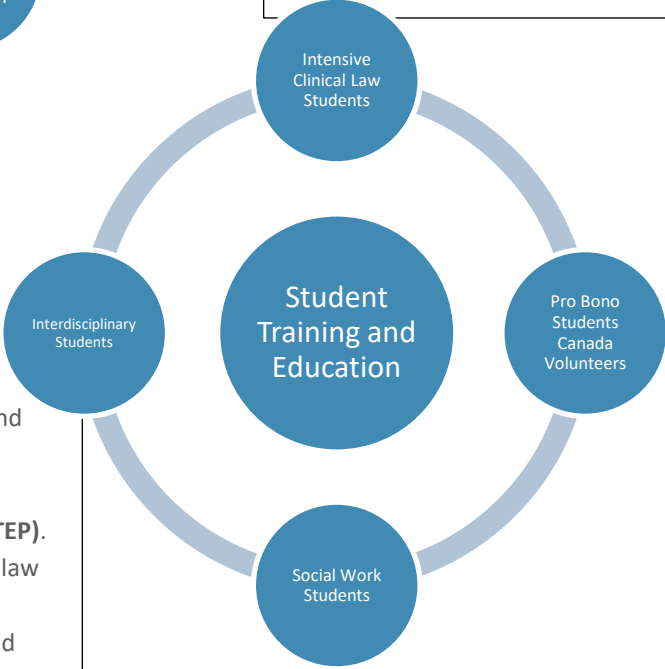 Intensive
Clinical Law
Students
Student
Training and
Education
Interdisciplinary
Students
Pro Bono
Students
Canada
Volunteers
TEP).
law
Social Work
Students